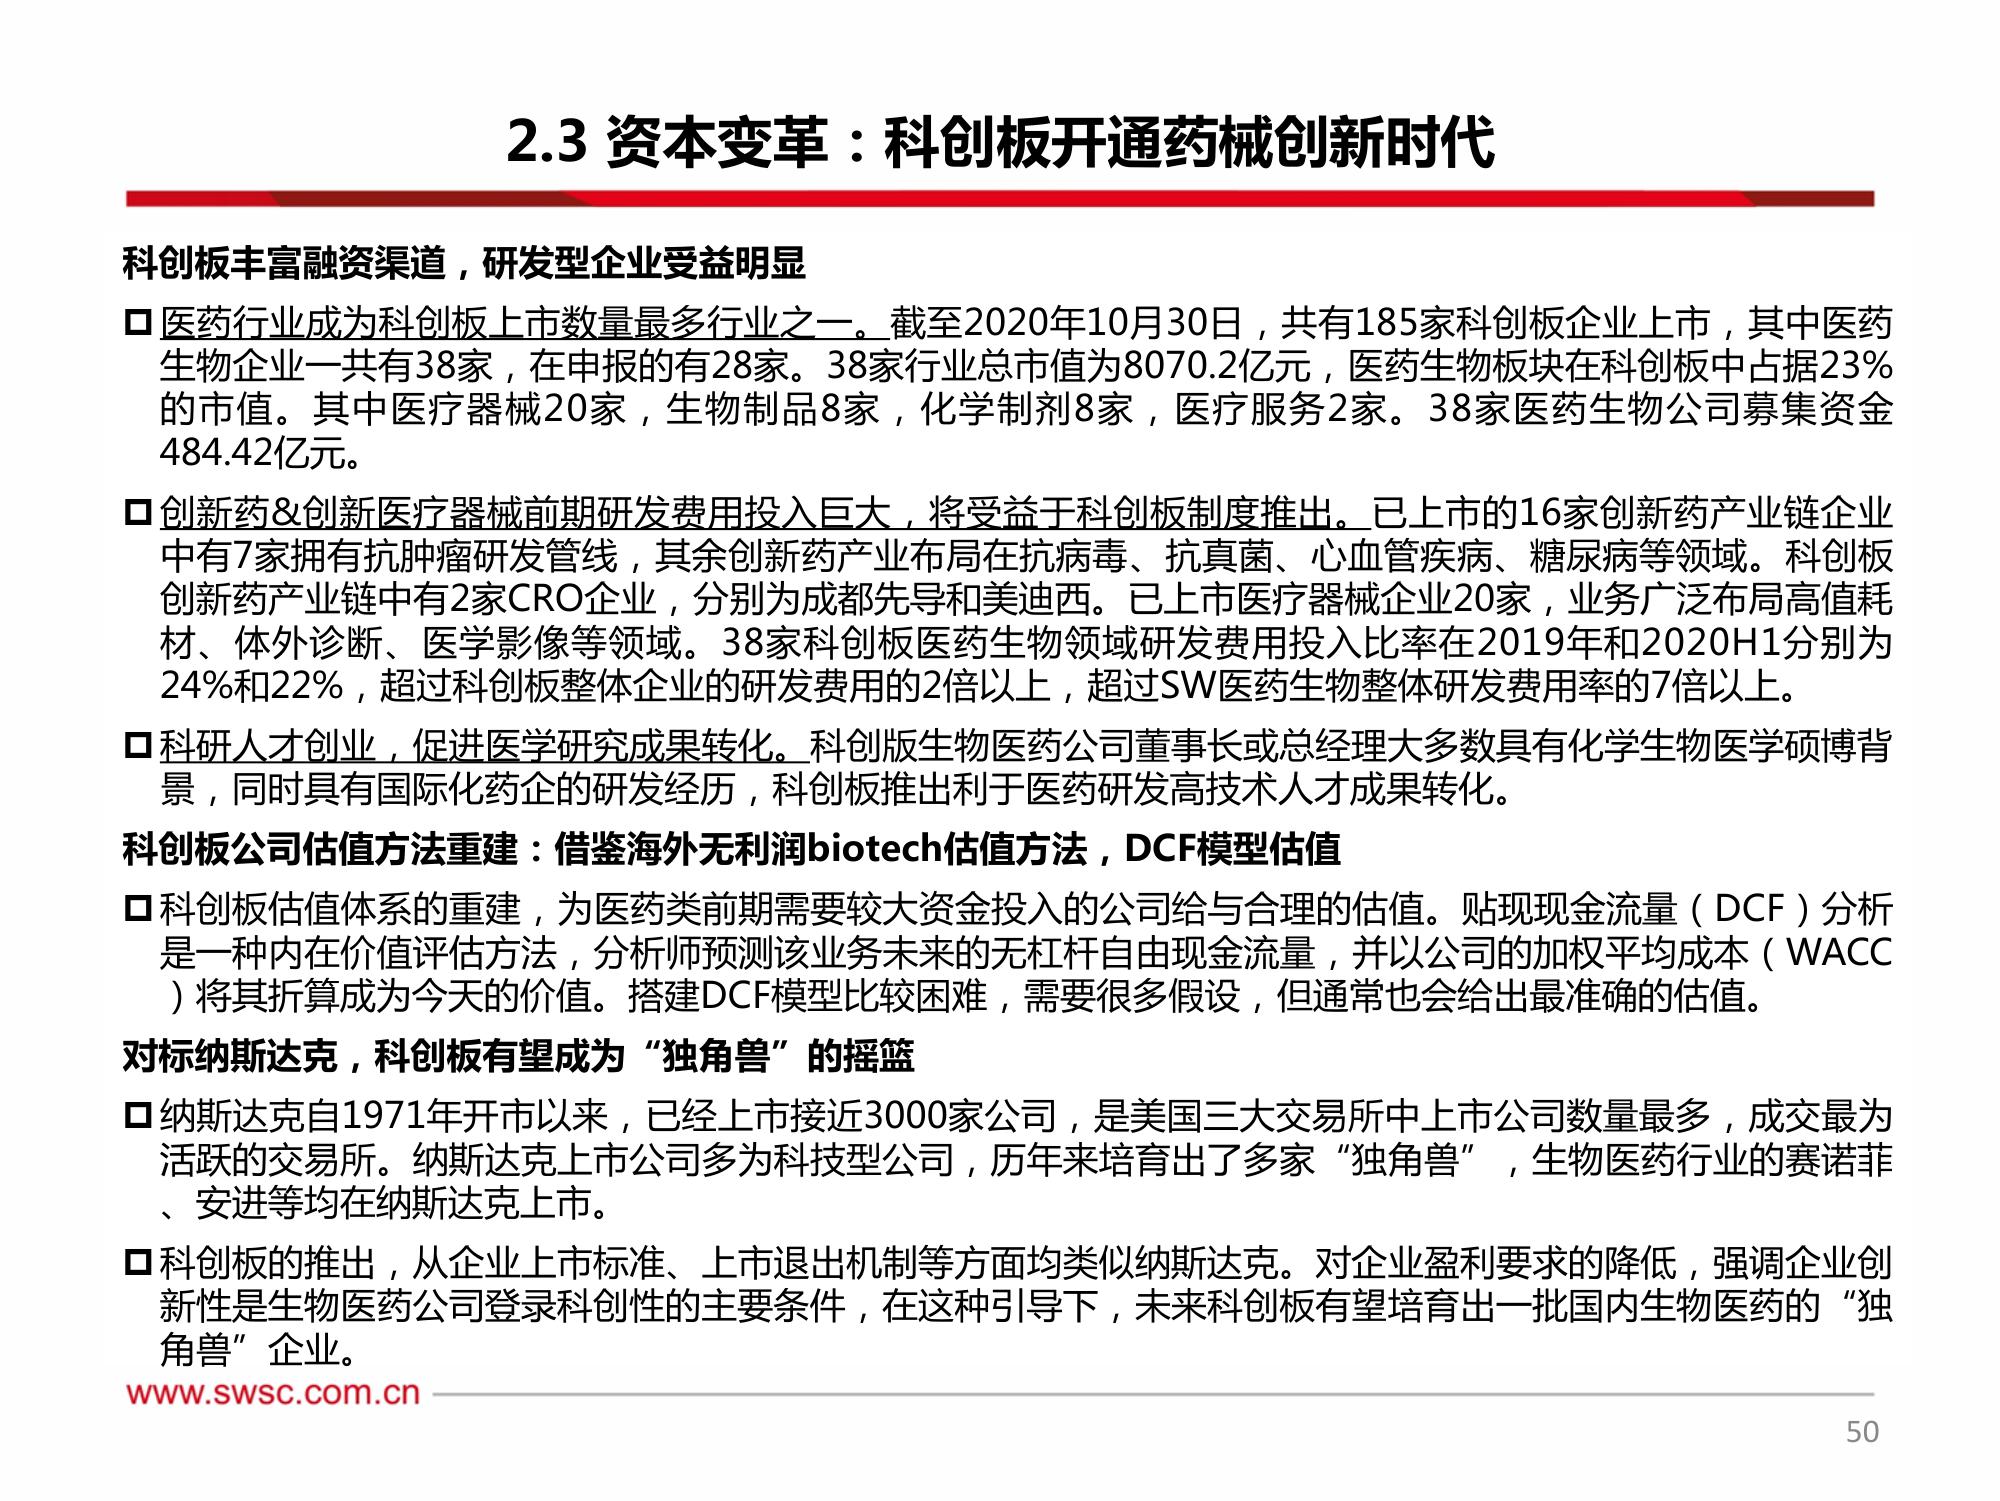 2.3 资本变革：科创板开通药械创新时代
科创板丰富融资渠道，研发型企业受益明显
医药行业成为科创板上市数量最多行业之一。截至2020年10月30日，共有185家科创板企业上市，其中医药
生物企业一共有38家，在申报的有28家。38家行业总市值为8070.2亿元，医药生物板块在科创板中占据23%
的市值。其中医疗器械20家，生物制品8家，化学制剂8家，医疗服务2家。38家医药生物公司募集资金
484.42亿元。
创新药&创新医疗器械前期研发费用投入巨大，将受益于科创板制度推出。已上市的16家创新药产业链企业
中有7家拥有抗肿瘤研发管线，其余创新药产业布局在抗病毒、抗真菌、心血管疾病、糖尿病等领域。科创板
创新药产业链中有2家CRO企业，分别为成都先导和美迪西。已上市医疗器械企业20家，业务广泛布局高值耗
材、体外诊断、医学影像等领域。38家科创板医药生物领域研发费用投入比率在2019年和2020H1分别为
24%和22%，超过科创板整体企业的研发费用的2倍以上，超过SW医药生物整体研发费用率的7倍以上。
科研人才创业，促进医学研究成果转化。科创版生物医药公司董事长或总经理大多数具有化学生物医学硕博背
景，同时具有国际化药企的研发经历，科创板推出利于医药研发高技术人才成果转化。
科创板公司估值方法重建：借鉴海外无利润biotech估值方法，DCF模型估值
科创板估值体系的重建，为医药类前期需要较大资金投入的公司给与合理的估值。贴现现金流量（DCF）分析
是一种内在价值评估方法，分析师预测该业务未来的无杠杆自由现金流量，并以公司的加权平均成本（WACC
）将其折算成为今天的价值。搭建DCF模型比较困难，需要很多假设，但通常也会给出最准确的估值。
对标纳斯达克，科创板有望成为“独角兽”的摇篮
纳斯达克自1971年开市以来，已经上市接近3000家公司，是美国三大交易所中上市公司数量最多，成交最为
活跃的交易所。纳斯达克上市公司多为科技型公司，历年来培育出了多家“独角兽”，生物医药行业的赛诺菲
、安进等均在纳斯达克上市。
科创板的推出，从企业上市标准、上市退出机制等方面均类似纳斯达克。对企业盈利要求的降低，强调企业创
新性是生物医药公司登录科创性的主要条件，在这种引导下，未来科创板有望培育出一批国内生物医药的“独
角兽”企业。
www.swsc.com.cn
50